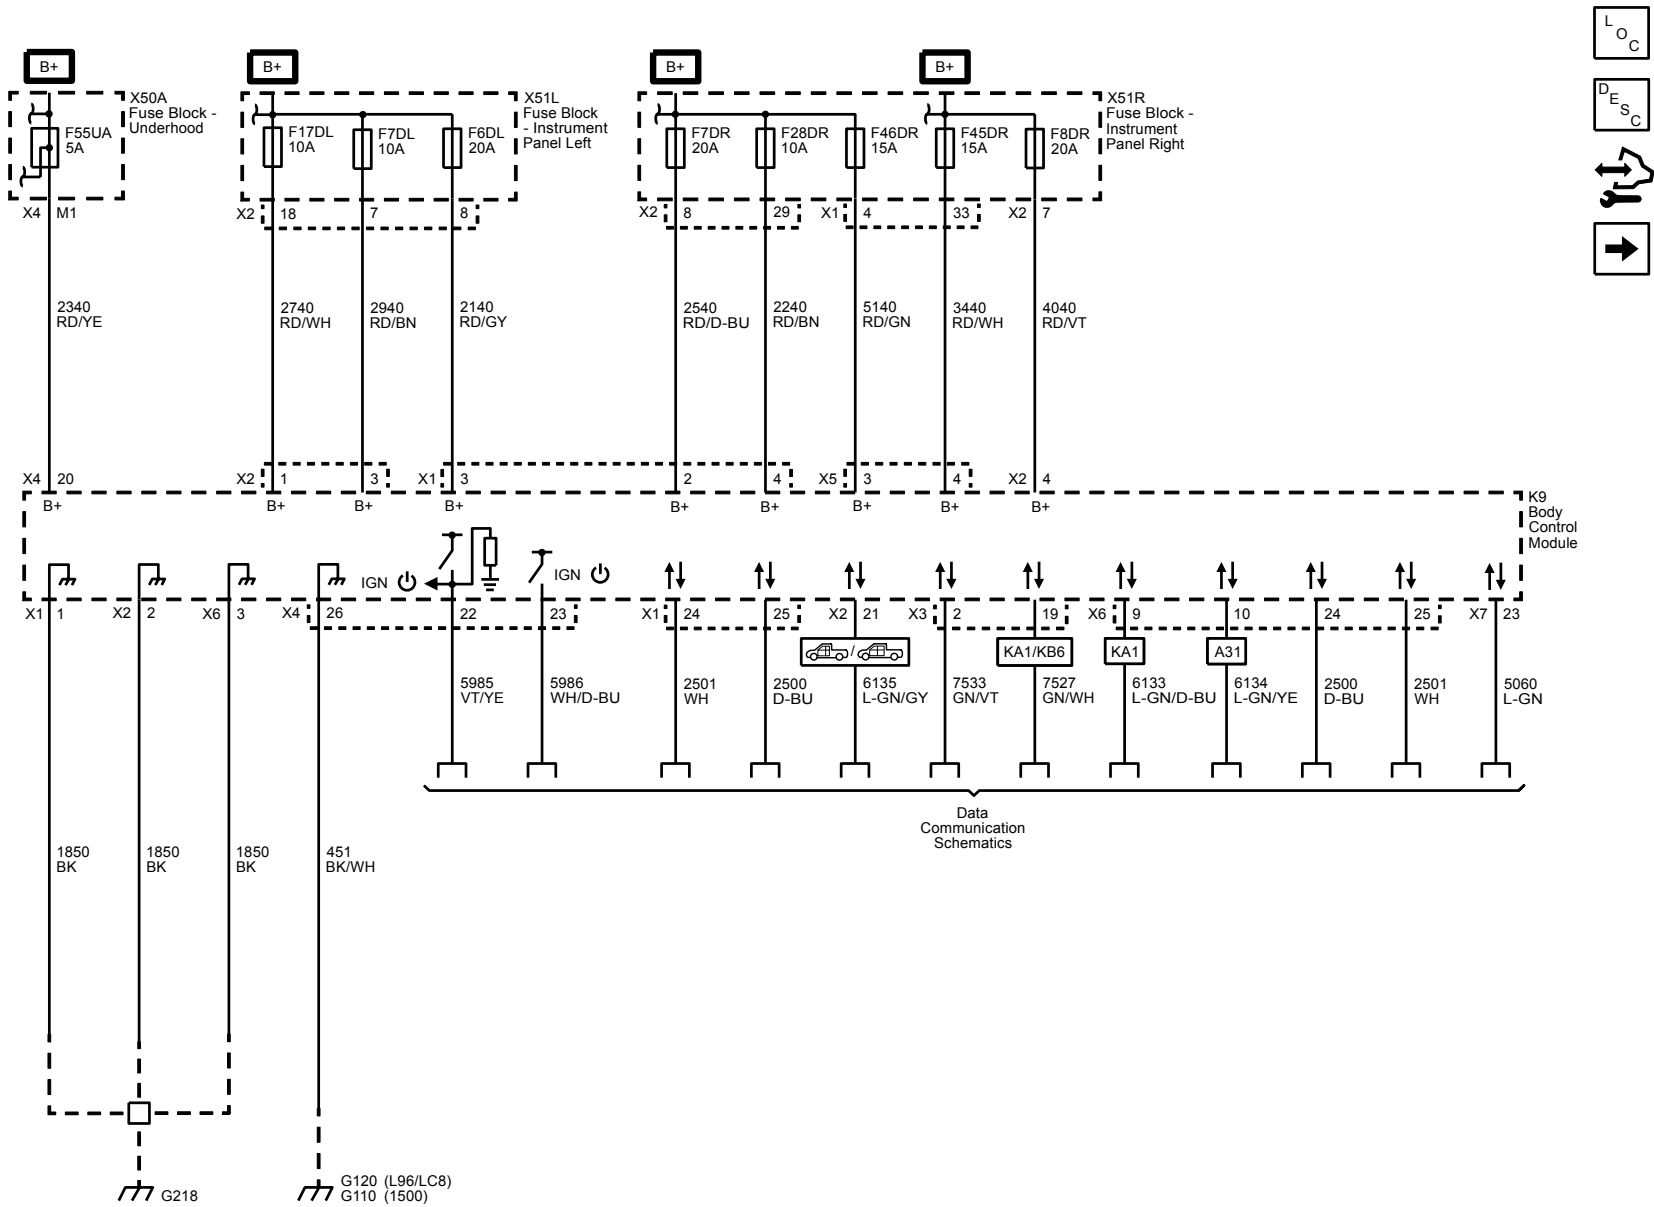 L
O
C
D
E
S
C
B+
B+
B+
B+
X50A
Fuse Block -
Underhood
F55UA
5A
X51L
Fuse Block
- Instrument
Panel Left
F17DL
10A
F7DL
10A
F6DL
20A
X51R
Fuse Block -
Instrument
Panel Right
F7DR
20A
F28DR
10A
F46DR
15A
F45DR
15A
F8DR
20A
X4 M1
X2 18 7 8
X2 8 29 X1 4 33 X2 7
2340
RD/YE
2740
RD/WH
2940
RD/BN
2140
RD/GY
2540
RD/D-BU
2240
RD/BN
5140
RD/GN
3440
RD/WH
4040
RD/VT
X4 20 X2 1 3 X1 3 2 4 X5 3 4 X2 4
B+ B+ B+ B+ B+ B+ B+ B+ B+
K9
Body
Control
Module
IGN
IGN
X1 1 X2 2 X6 3 X4 26 22 23 X1 24 25 X2 21 X3 2 19 X6 9 10 24 25 X7 23
/
KA1/KB6
KA1
A31
5985
VT/YE
5986
WH/D-BU
2501
WH
2500
D-BU
6135
L-GN/GY
7533
GN/VT
7527
GN/WH
6133
L-GN/D-BU
6134
L-GN/YE
2500
D-BU
2501
WH
5060
L-GN
Data
Communication
Schematics
1850
BK
1850
BK
1850
BK
451
BK/WH
G218
G120 (L96/LC8)
G110 (1500)